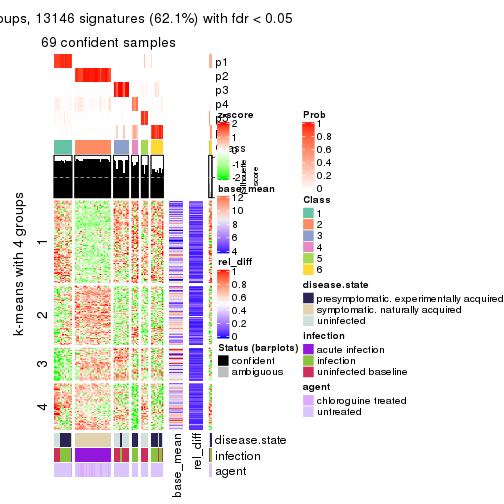 oups, 13146 signatures (62.1%) with fdr < 0.05
69 confident samples
p1
p2
p3
p4
z-score
2
1
0
base_mean
12
10
8
6
4
rel_diff
1
0.8
0.6
0.4
0.2
0
Status (barplots)
confident
ambiguous
Prob
1
0.8
0.6
0.4
0.2
0
Class
1
2
3
4
5
6
disease.state
presymptomatic. experimentally acquired
symptomatic. naturally acquired
uninfected
infection
acute infection
infection
uninfected baseline
agent
chloroguine treated
untreated
k-means with 4 groups
1
2
3
4
disease.state
infection
agent
base_mean
rel_diff